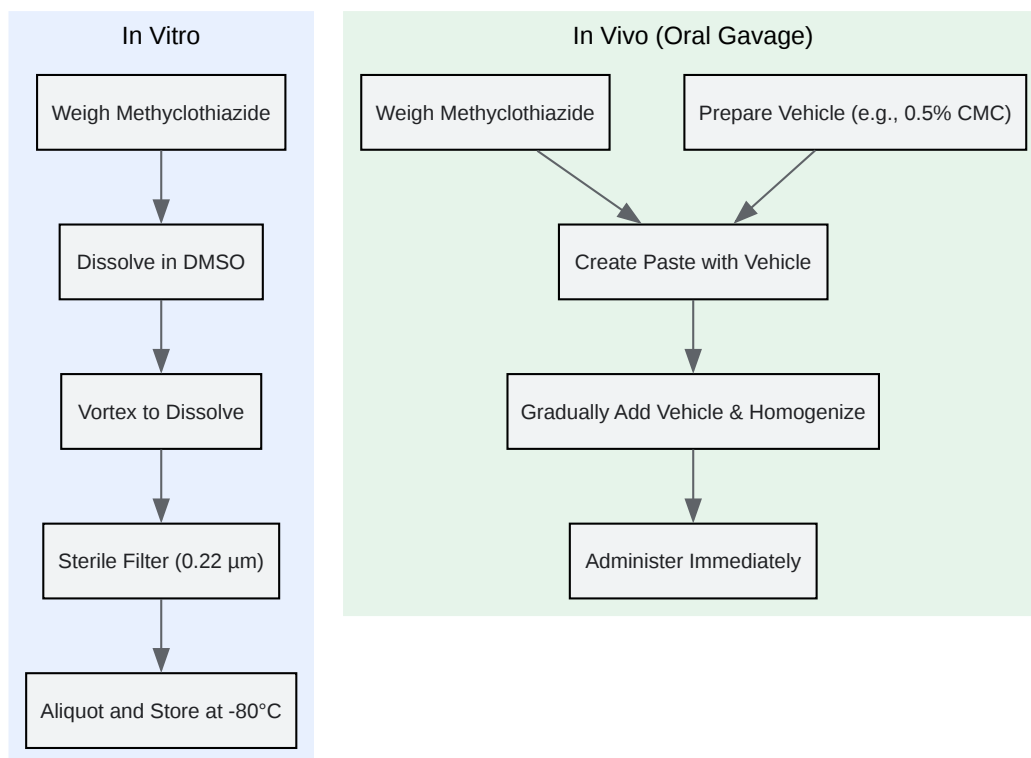 In Vitro
Weigh Methyclothiazide
Dissolve in DMSO
Vortex to Dissolve
Sterile Filter (0.22 µm)
Aliquot and Store at -80°C
In Vivo (Oral Gavage)
Weigh Methyclothiazide
Prepare Vehicle (e.g., 0.5% CMC)
Create Paste with Vehicle
Gradually Add Vehicle & Homogenize
Administer Immediately